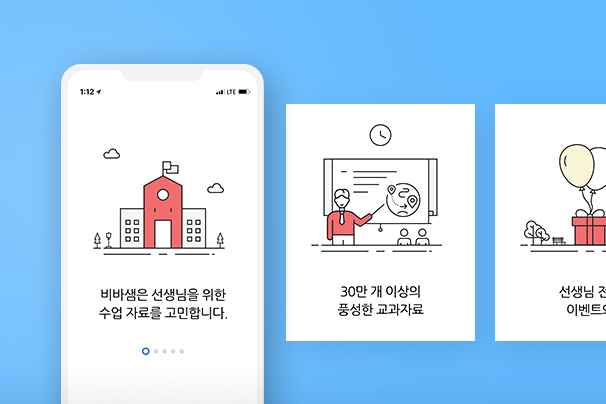 1:12
LTE
비바샘은 선생님을 위한
수업 자료를 고민합니다.
30만 개 이상의
풍성한 교과자료
선생님 전
이벤트와